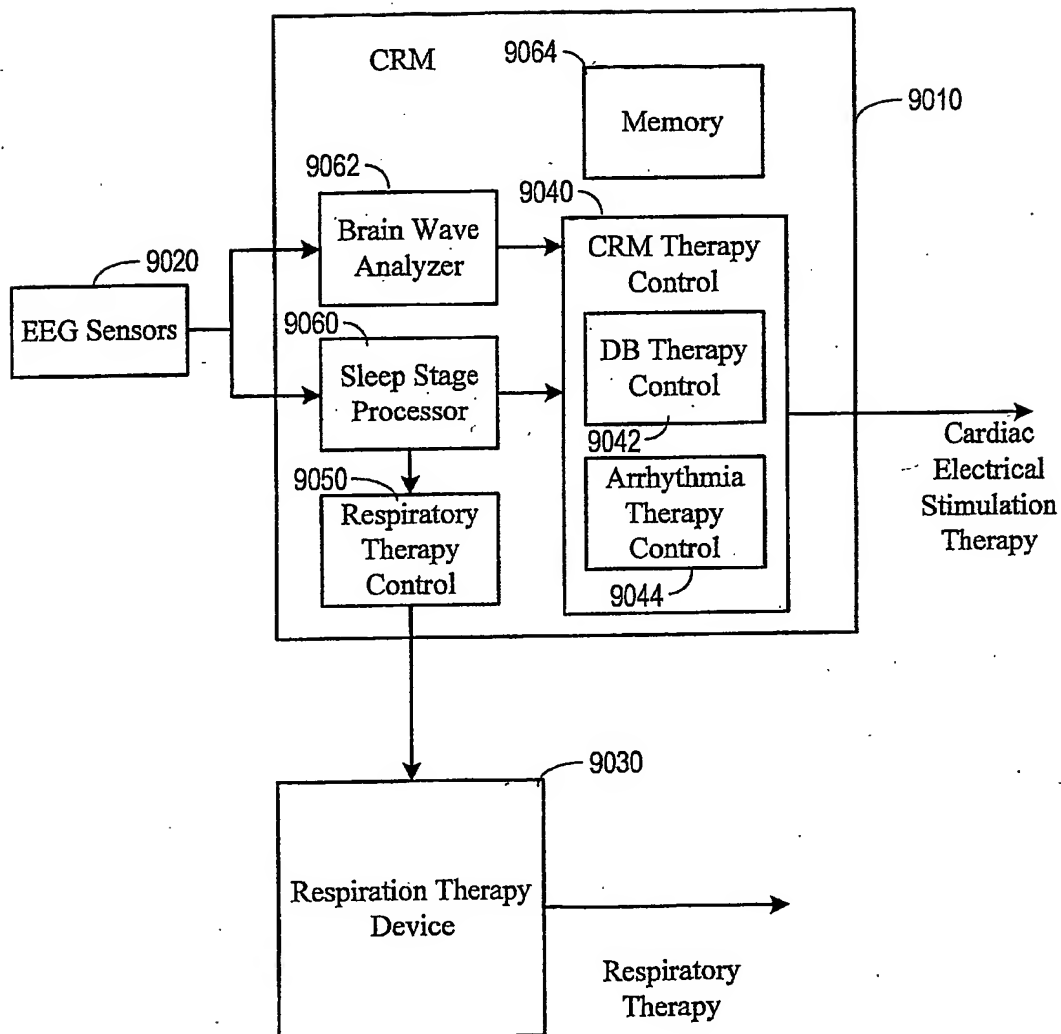 CRM
9064
Memory
9010
9062
Brain Wave
Analyzer
9040
CRM Therapy
Control
9020
EEG Sensors
9060
Sleep Stage
Processor
DB Therapy
Control
9042
Cardiac
Electrical
Stimulation
Therapy
9050
Respiratory
Therapy
Control
Arrhythmia
Therapy
Control
9044
9030
Respiration Therapy
Device
Respiratory
Therapy